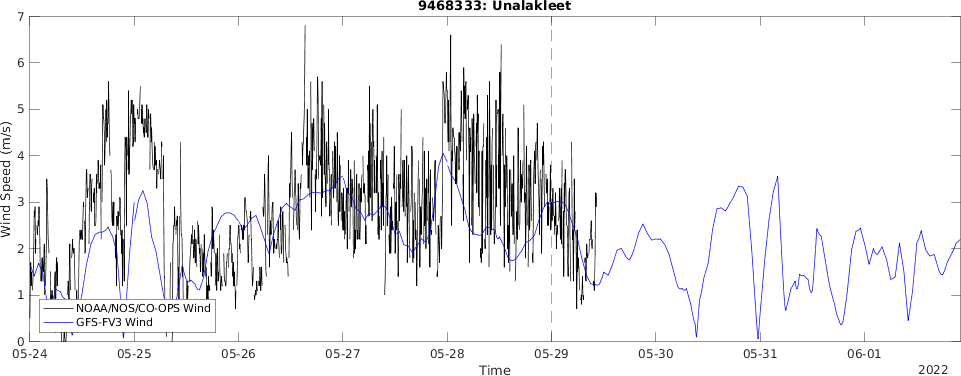 9468333: Unalakleet
Wind Speed (m/s)
7
6
5
4
3
2
1
0
NOAA/NOS/CO-OPS Wind
GFS-FV3 Wind
05-24 05-25 05-26 05-27 05-28 05-29 05-30 05-31 06-01
Time
2022